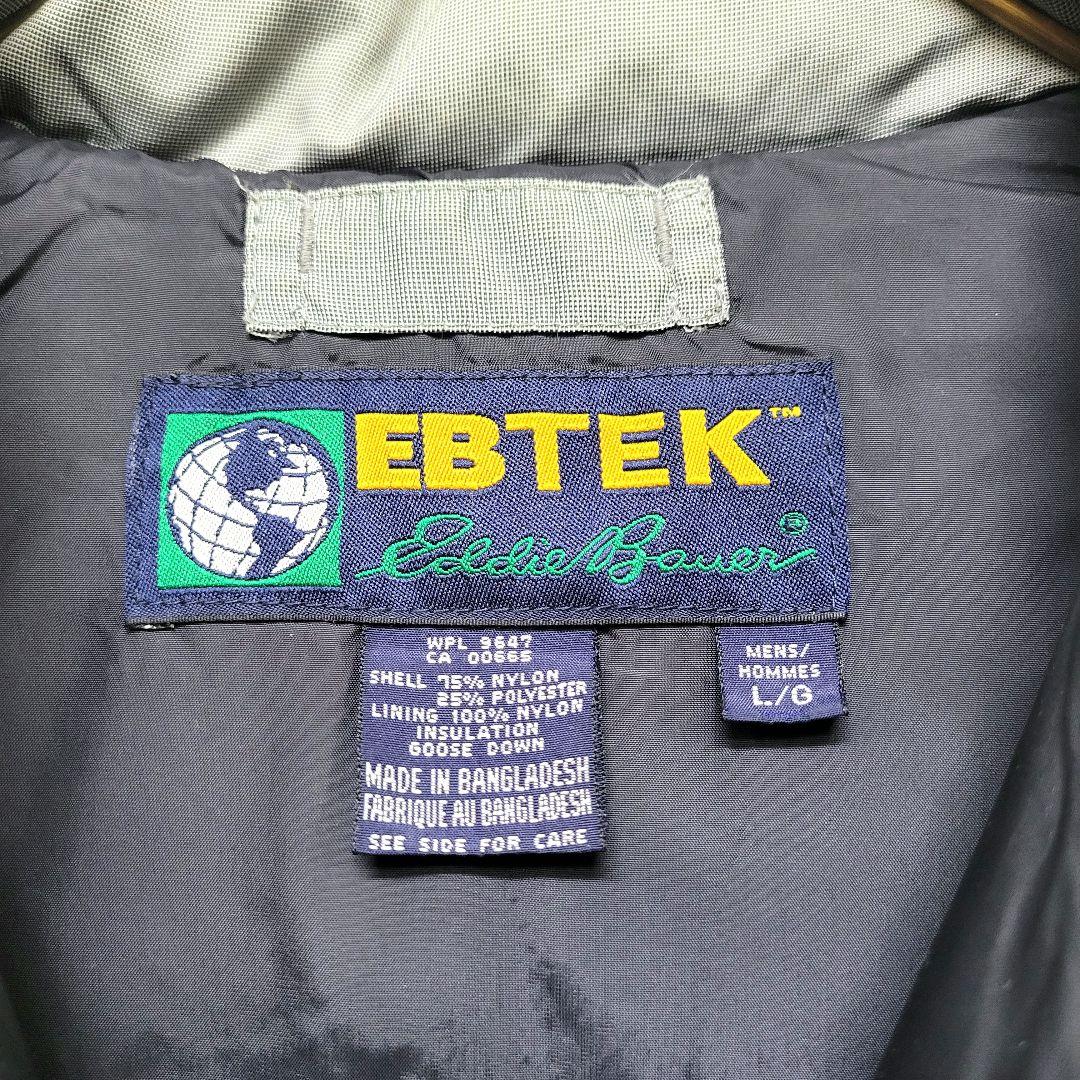 EBTEK™
Eddie Bauer®
WPL 9647
CA 00665
SHELL 75% NYLON
25% POLYESTER
LINING 100% NYLON
INSULATION
GOOSE DOWN
MADE IN BANGLADESH
FABRIQUE AU BANGLADESH
SEE SIDE FOR CARE
MENS/
HOMMES
L/G